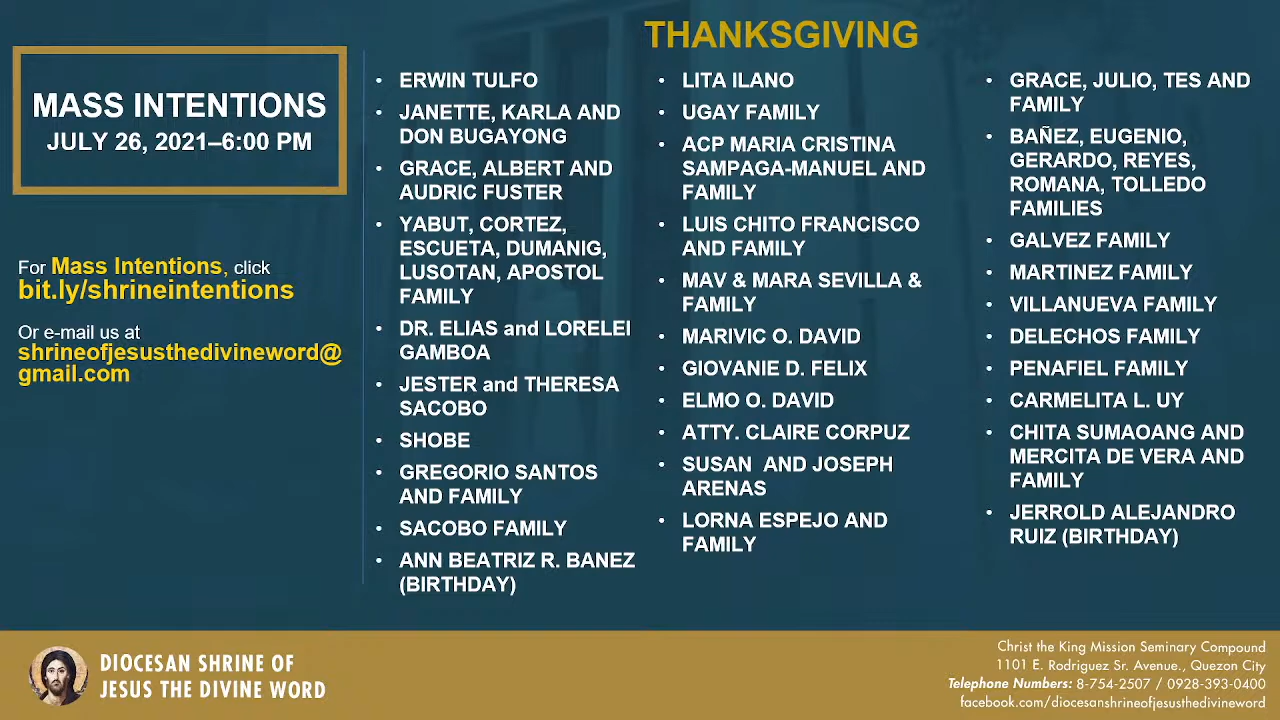 THANKSGIVING
MASS INTENTIONS
JULY 26, 2021–6:00 PM
For Mass Intentions, click
bit.ly/shrineintentions
Or e-mail us at
shrineofjesusthedivineword@
gmail.com
• ERWIN TULFO
• JANETTE, KARLA AND
DON BUGAYONG
• GRACE, ALBERT AND
AUDRIC FUSTER
• YABUT, CORTEZ,
ESCUETA, DUMANIG,
LUSOTAN, APOSTOL
FAMILY
• DR. ELIAS and LORELEI
GAMBOA
• JESTER and THERESA
SACOBO
• SHOBE
• GREGORIO SANTOS
AND FAMILY
• SACOBO FAMILY
• ANN BEATRIZ R. BANEZ
(BIRTHDAY)
• LITA ILANO
• UGAY FAMILY
• ACP MARIA CRISTINA
SAMPAGA-MANUEL AND
FAMILY
• LUIS CHITO FRANCISCO
AND FAMILY
• MAV & MARA SEVILLA &
FAMILY
• MARIVIC O. DAVID
• GIOVANIE D. FELIX
• ELMO O. DAVID
• ATTY. CLAIRE CORPUZ
• SUSAN  AND JOSEPH
ARENAS
• LORNA ESPEJO AND
FAMILY
• GRACE, JULIO, TES AND
FAMILY
• BAÑEZ, EUGENIO,
GERARDO, REYES,
ROMANA, TOLLEDO
FAMILIES
• GALVEZ FAMILY
• MARTINEZ FAMILY
• VILLANUEVA FAMILY
• DELECHOS FAMILY
• PENAFIEL FAMILY
• CARMELITA L. UY
• CHITA SUMAOANG AND
MERCITA DE VERA AND
FAMILY
• JERROLD ALEJANDRO
RUIZ (BIRTHDAY)
DIOCESAN SHRINE OF
JESUS THE DIVINE WORD
Christ the King Mission Seminary Compound
1101 E. Rodriguez Sr. Avenue., Quezon City
Telephone Numbers: 8-754-2507 / 0928-393-0400
facebook.com/diocesanshrineofjesusthedivineword